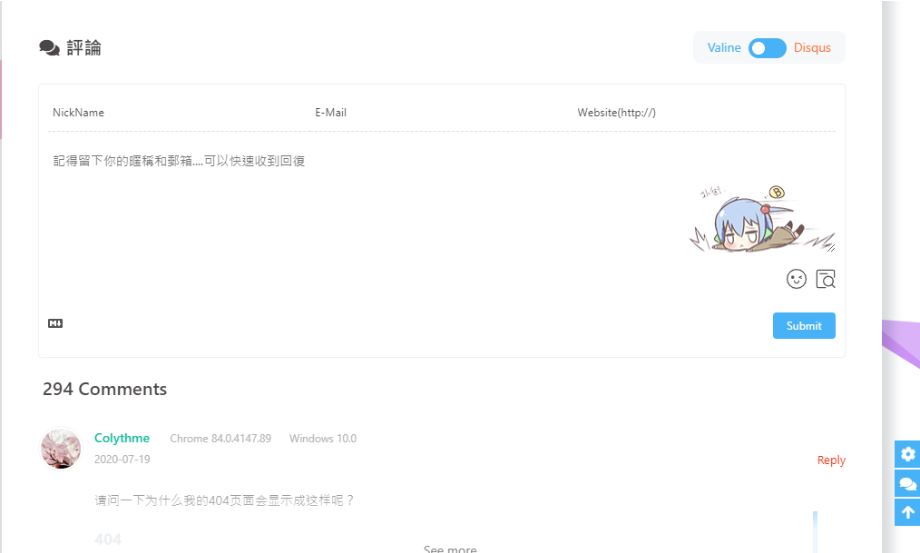 評論
Valine Disqus
NickName E-Mail Website(http://)
記得留下你的暱稱和郵箱....可以快速收到回復
Submit
294 Comments
Colythme Chrome 84.0.4147.89 Windows 10.0
2020-07-19
Reply
请问一下为什么我的404页面会显示成这样呢？
404
See more